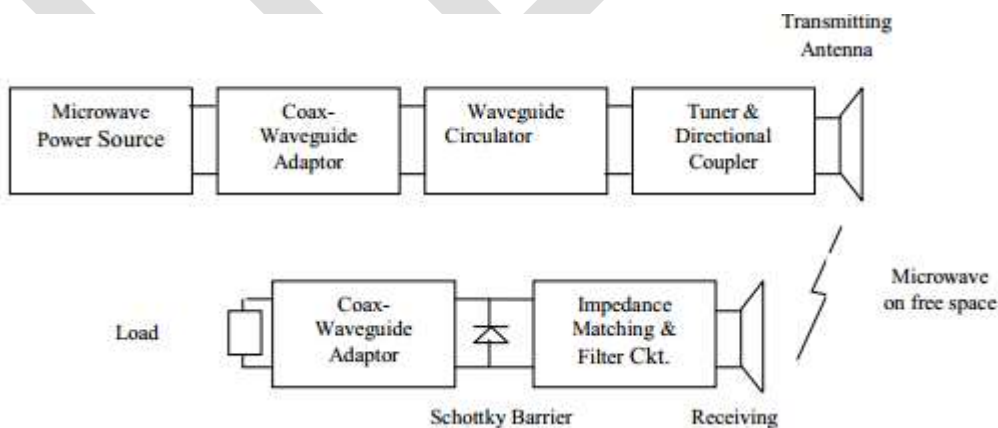 Transmitting
Antenna
Microwave
Power Source
Coax-
Waveguide
Adaptor
Waveguide
Circulator
Tuner &
Directional
Coupler
Microwave
on free space
Load
Coax-
Waveguide
Adaptor
Impedance
Matching &
Filter Ckt.
Schottky Barrier
Receiving